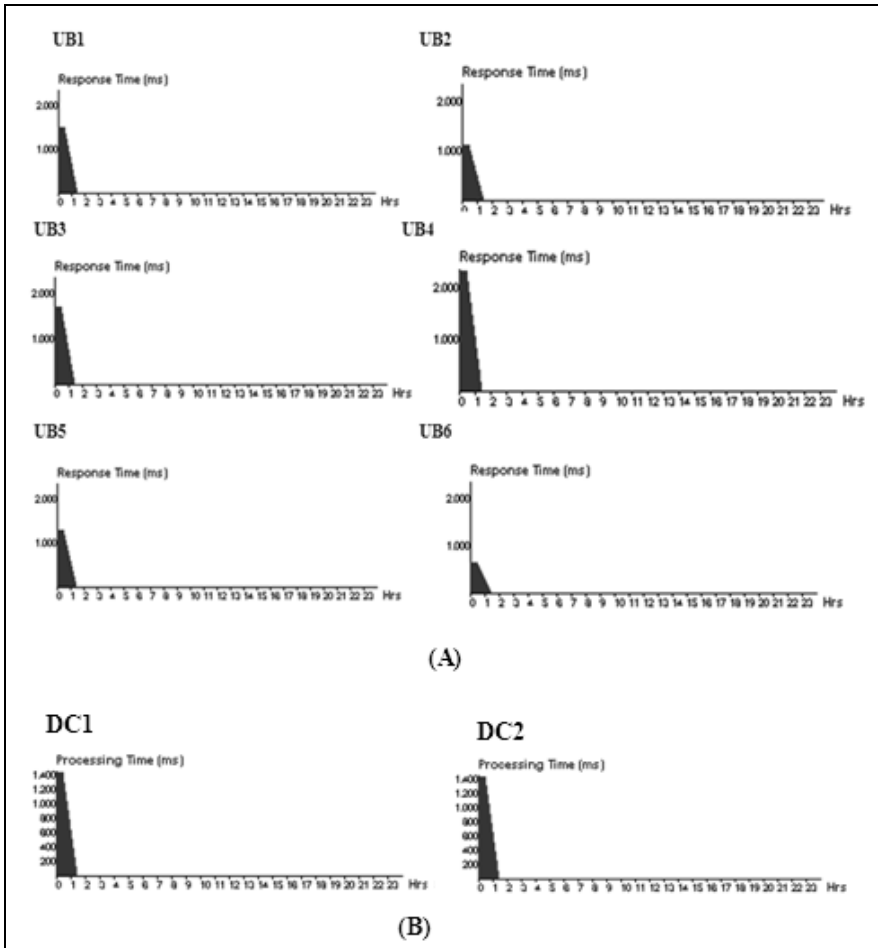 UB1
Response Time (ms)
2.000
1.000
0 1 2 3 4 5 6 7 8 9 10 11 12 13 14 15 16 17 18 19 20 21 22 23 Hrs
UB2
Response Time (ms)
2.000
1.000
0 1 2 3 4 5 6 7 8 9 10 11 12 13 14 15 16 17 18 19 20 21 22 23 Hrs
UB3
Response Time (ms)
2.000
1.000
0 1 2 3 4 5 6 7 8 9 10 11 12 13 14 15 16 17 18 19 20 21 22 23 Hrs
UB4
Response Time (ms)
2.000
1.000
0 1 2 3 4 5 6 7 8 9 10 11 12 13 14 15 16 17 18 19 20 21 22 23 Hrs
UB5
Response Time (ms)
2.000
1.000
0 1 2 3 4 5 6 7 8 9 10 11 12 13 14 15 16 17 18 19 20 21 22 23 Hrs
UB6
Response Time (ms)
2.000
1.000
0 1 2 3 4 5 6 7 8 9 10 11 12 13 14 15 16 17 18 19 20 21 22 23 Hrs
(A)
DC1
Processing Time (ms)
1.400
1.200
1.000
800
600
400
200
0 1 2 3 4 5 6 7 8 9 10 11 12 13 14 15 16 17 18 19 20 21 22 23 Hrs
DC2
Processing Time (ms)
1.400
1.200
1.000
800
600
400
200
0 1 2 3 4 5 6 7 8 9 10 11 12 13 14 15 16 17 18 19 20 21 22 23 Hrs
(B)